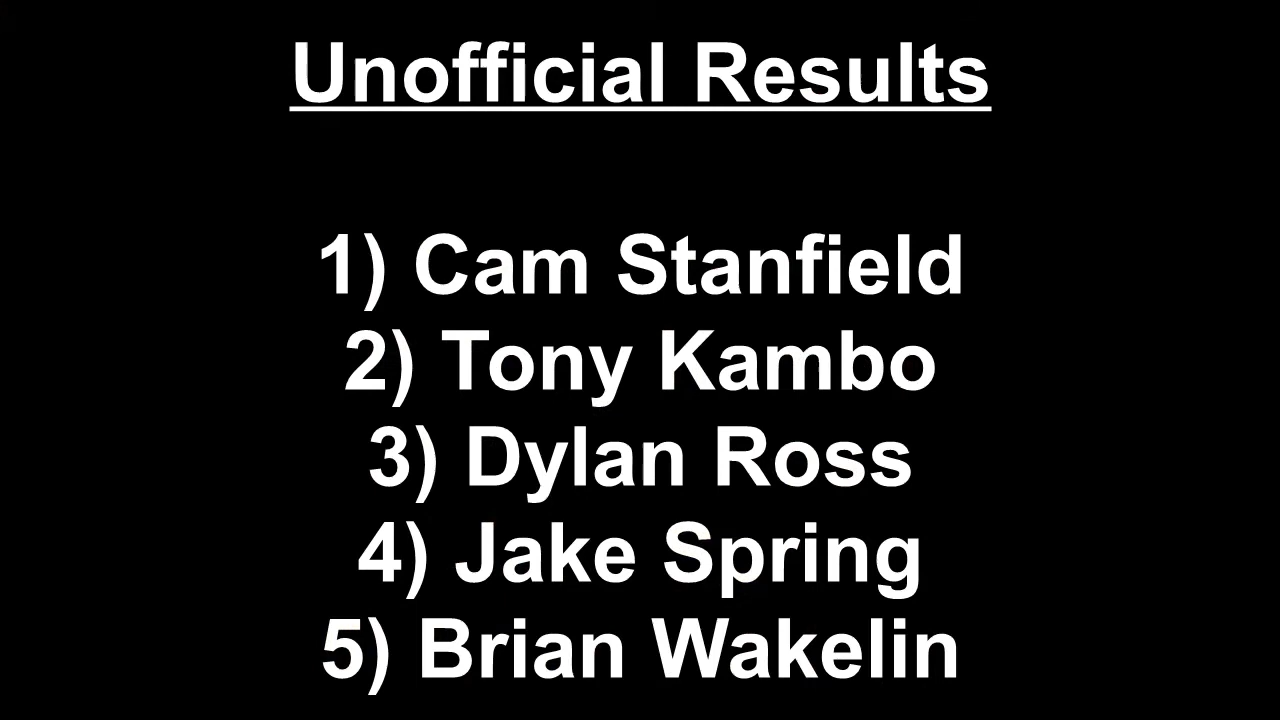 Unofficial Results
1) Cam Stanfield
2) Tony Kambo
3) Dylan Ross
4) Jake Spring
5) Brian Wakelin